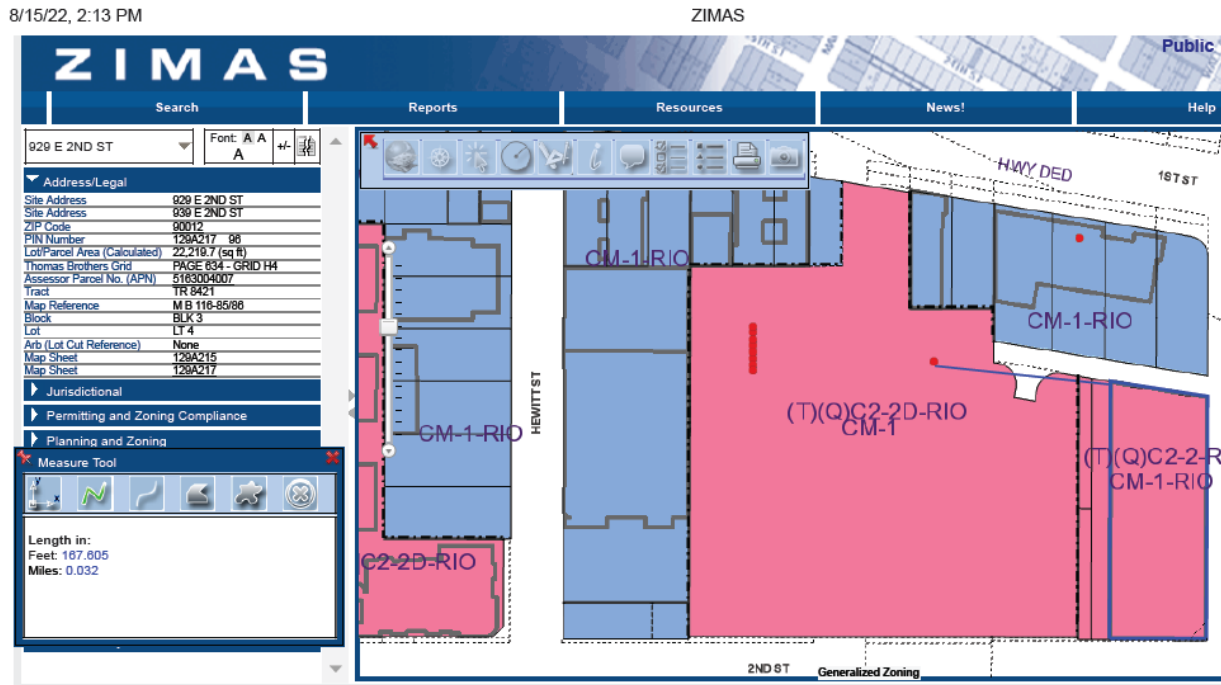 8/15/22, 2:13 PM ZIMAS
ZIMAS
Public
Search Reports Resources News! Help
929 E 2ND ST
Font: A A
A
+/-
Address/Legal
Site Address 929 E 2ND ST
Site Address 939 E 2ND ST
ZIP Code 90012
PIN Number 129A217 96
Lot/Parcel Area (Calculated) 22,219.7 (sq ft)
Thomas Brothers Grid PAGE 634 - GRID H4
Assessor Parcel No. (APN) 5163004007
Tract TR 8421
Map Reference M B 116-85/86
Block BLK 3
Lot LT 4
Arb (Lot Cut Reference) None
Map Sheet 129A215
Map Sheet 129A217
Jurisdictional
Permitting and Zoning Compliance
Planning and Zoning
Measure Tool
y
x
Length in:
Feet: 167.605
Miles: 0.032
HWY DED
1ST ST
CM-1-RIO
CM-1-RIO
HEWITT ST
(T)(Q)C2-2D-RIO
CM-1
CM-1-RIO
(T)(Q)C2-2-R
CM-1-RIO
C2-2D-RIO
2ND ST
Generalized Zoning